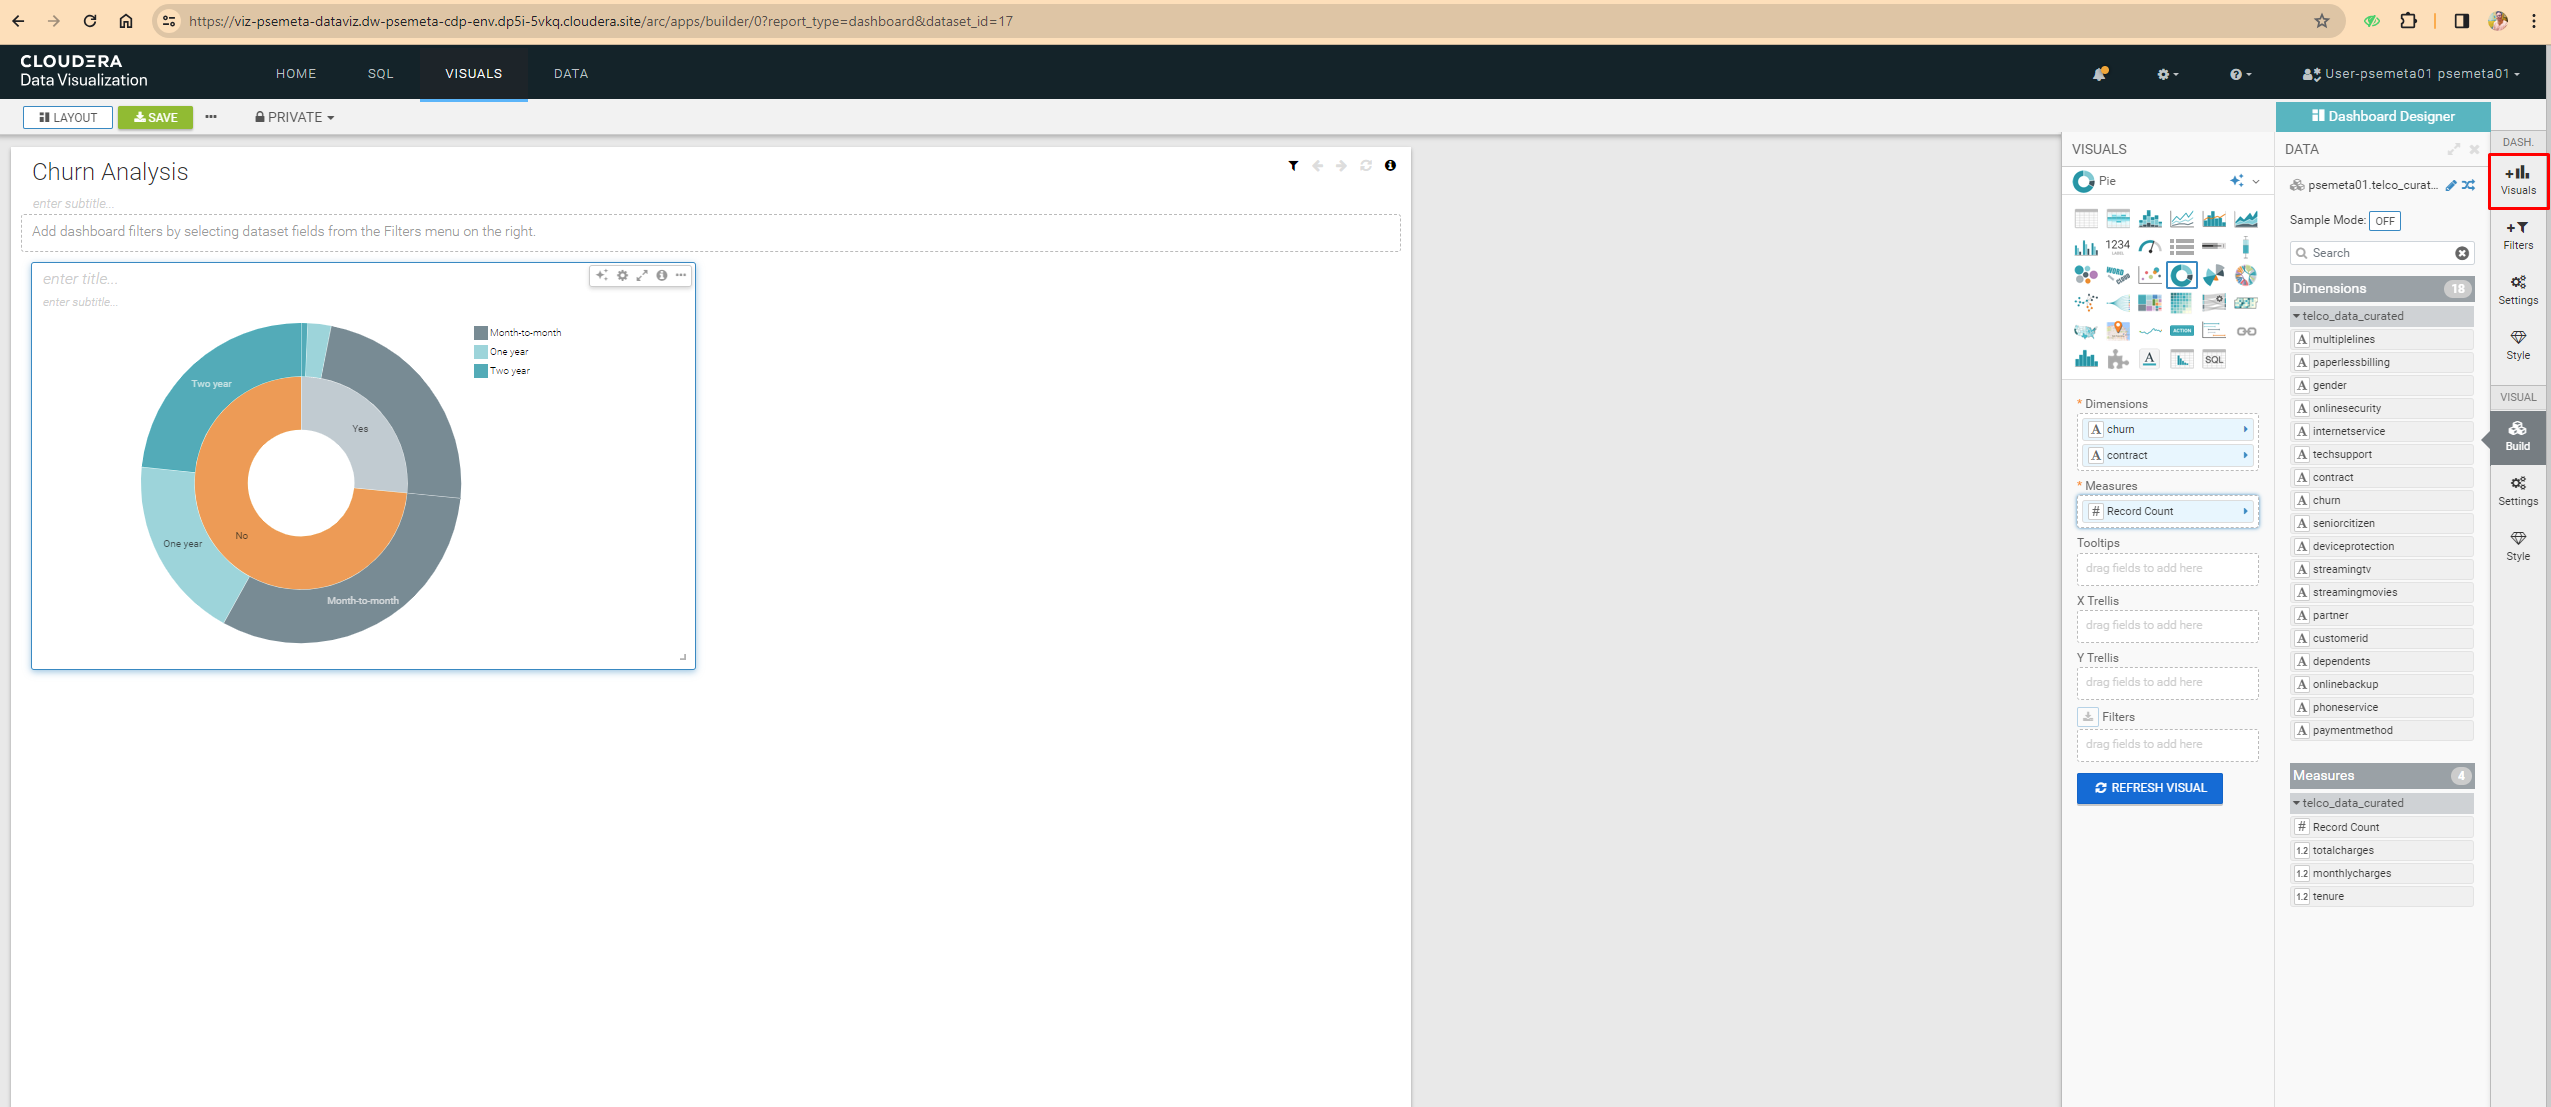 https://viz-psemeta-dataviz.dw-psemeta-cdp-env.dp5i-5vkq.cloudera.site/arc/apps/builder/0?report_type=dashboard&dataset_id=17
CLOUDERA
Data Visualization
HOME
SQL
VISUALS
DATA
User-psemeta01 psemeta01
LAYOUT
SAVE
PRIVATE
Dashboard Designer
Churn Analysis
enter subtitle...
Add dashboard filters by selecting dataset fields from the Filters menu on the right.
enter title...
enter subtitle...
Month-to-month
One year
Two year
Two year
Yes
No
One year
Month-to-month
VISUALS
Pie
1234
LABEL
WORD
CLOUD
ACTION
A
SQL
* Dimensions
A churn
A contract
* Measures
# Record Count
Tooltips
drag fields to add here
X Trellis
drag fields to add here
Y Trellis
drag fields to add here
Filters
drag fields to add here
REFRESH VISUAL
DATA
psemeta01.telco_curat...
Sample Mode: OFF
Search
Dimensions 18
telco_data_curated
A multiplelines
A paperlessbilling
A gender
A onlinesecurity
A internetservice
A techsupport
A contract
A churn
A seniorcitizen
A deviceprotection
A streamingtv
A streamingmovies
A partner
A customerid
A dependents
A onlinebackup
A phoneservice
A paymentmethod
Measures 4
telco_data_curated
# Record Count
1.2 totalcharges
1.2 monthlycharges
1.2 tenure
DASH.
Visuals
Filters
Settings
Style
VISUAL
Build
Settings
Style